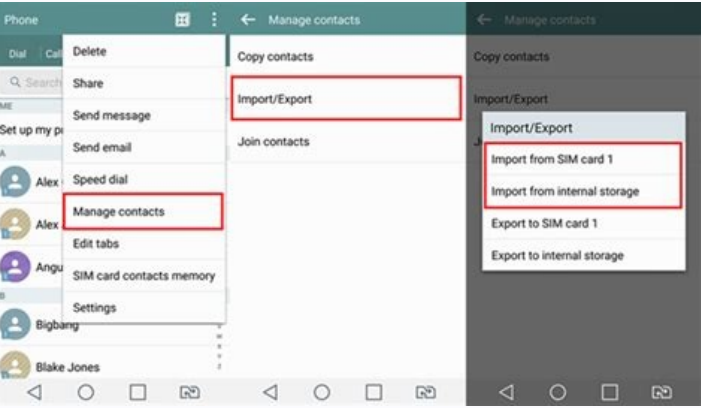 Phone
Dial
Search
ME
Set up my
A
Alex
Alex
B
Bigbang
Blake Jones
Delete
Share
Send message
Send email
Speed dial
Manage contacts
Edit tabs
SIM card contacts memory
Settings
Manage contacts
Copy contacts
Import/Export
Join contacts
Manage contacts
Copy contacts
Import/Export
Import/Export
Import from SIM card 1
Import from internal storage
Export to SIM card 1
Export to internal storage